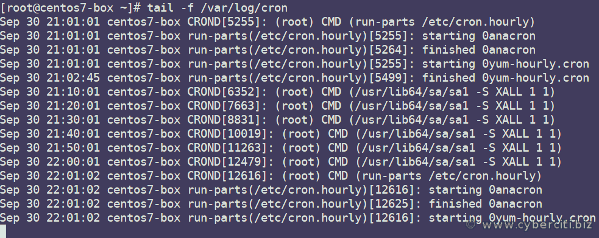 [root@centos7-box ~]# tail -f /var/log/cron
Sep 30 21:01:01 centos7-box CROND[5255]: (root) CMD (run-parts /etc/cron.hourly)
Sep 30 21:01:01 centos7-box run-parts(/etc/cron.hourly)[5255]: starting 0anacron
Sep 30 21:01:01 centos7-box run-parts(/etc/cron.hourly)[5264]: finished 0anacron
Sep 30 21:01:01 centos7-box run-parts(/etc/cron.hourly)[5255]: starting 0yum-hourly.cron
Sep 30 21:02:45 centos7-box run-parts(/etc/cron.hourly)[5499]: finished 0yum-hourly.cron
Sep 30 21:10:01 centos7-box CROND[6352]: (root) CMD (/usr/lib64/sa/sa1 -S XALL 1 1)
Sep 30 21:20:01 centos7-box CROND[7663]: (root) CMD (/usr/lib64/sa/sa1 -S XALL 1 1)
Sep 30 21:30:01 centos7-box CROND[8831]: (root) CMD (/usr/lib64/sa/sa1 -S XALL 1 1)
Sep 30 21:40:01 centos7-box CROND[10019]: (root) CMD (/usr/lib64/sa/sa1 -S XALL 1 1)
Sep 30 21:50:01 centos7-box CROND[11263]: (root) CMD (/usr/lib64/sa/sa1 -S XALL 1 1)
Sep 30 22:00:01 centos7-box CROND[12479]: (root) CMD (/usr/lib64/sa/sa1 -S XALL 1 1)
Sep 30 22:01:02 centos7-box CROND[12616]: (root) CMD (run-parts /etc/cron.hourly)
Sep 30 22:01:02 centos7-box run-parts(/etc/cron.hourly)[12616]: starting 0anacron
Sep 30 22:01:02 centos7-box run-parts(/etc/cron.hourly)[12625]: finished 0anacron
Sep 30 22:01:02 centos7-box run-parts(/etc/cron.hourly)[12616]: starting 0yum-hourly.cron
© www.cyberciti.biz